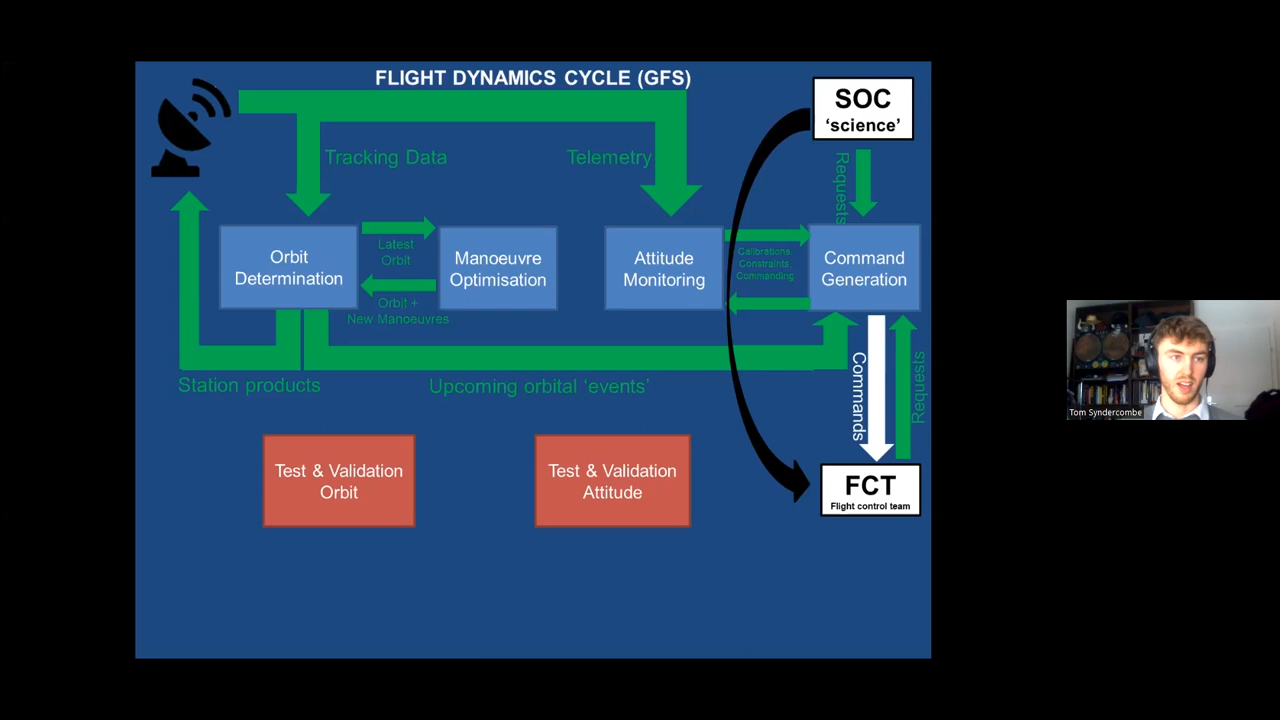 FLIGHT DYNAMICS CYCLE (GFS)
SOC
‘science’
Tracking Data
Telemetry
Requests
Orbit
Determination
Latest
Orbit
Orbit +
New Manoeuvres
Manoeuvre
Optimisation
Attitude
Monitoring
Calibrations,
Constraints,
Commanding
Command
Generation
Station products
Upcoming orbital ‘events’
Commands
Requests
Test & Validation
Orbit
Test & Validation
Attitude
FCT
Flight control team
Tom Syndercombe